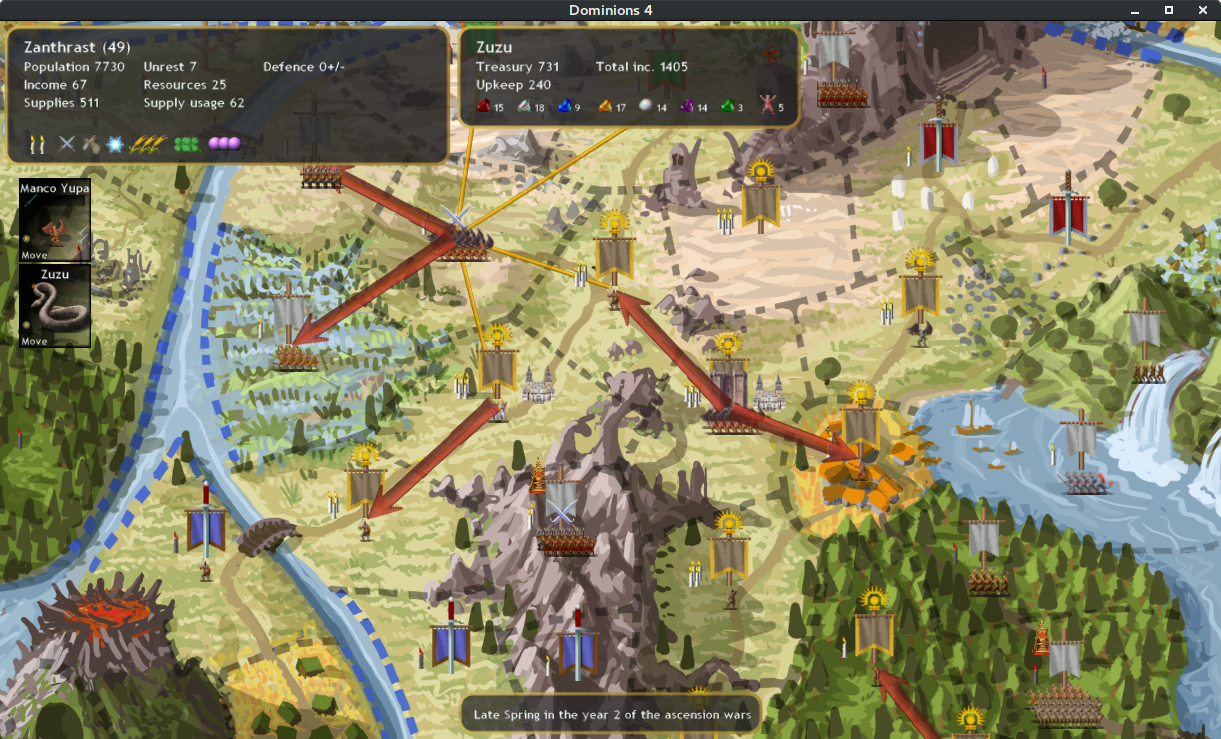 Dominions 4
Zanthrast (49)
Population 7730 Unrest 7 Defence 0+/-
Income 67 Resources 25
Supplies 511 Supply usage 62
Zuzu
Treasury 731 Total inc. 1405
Upkeep 240
15 18 9 17 14 14 3 5
Manco Yupa
Move
Zuzu
Move
Late Spring in the year 2 of the ascension wars